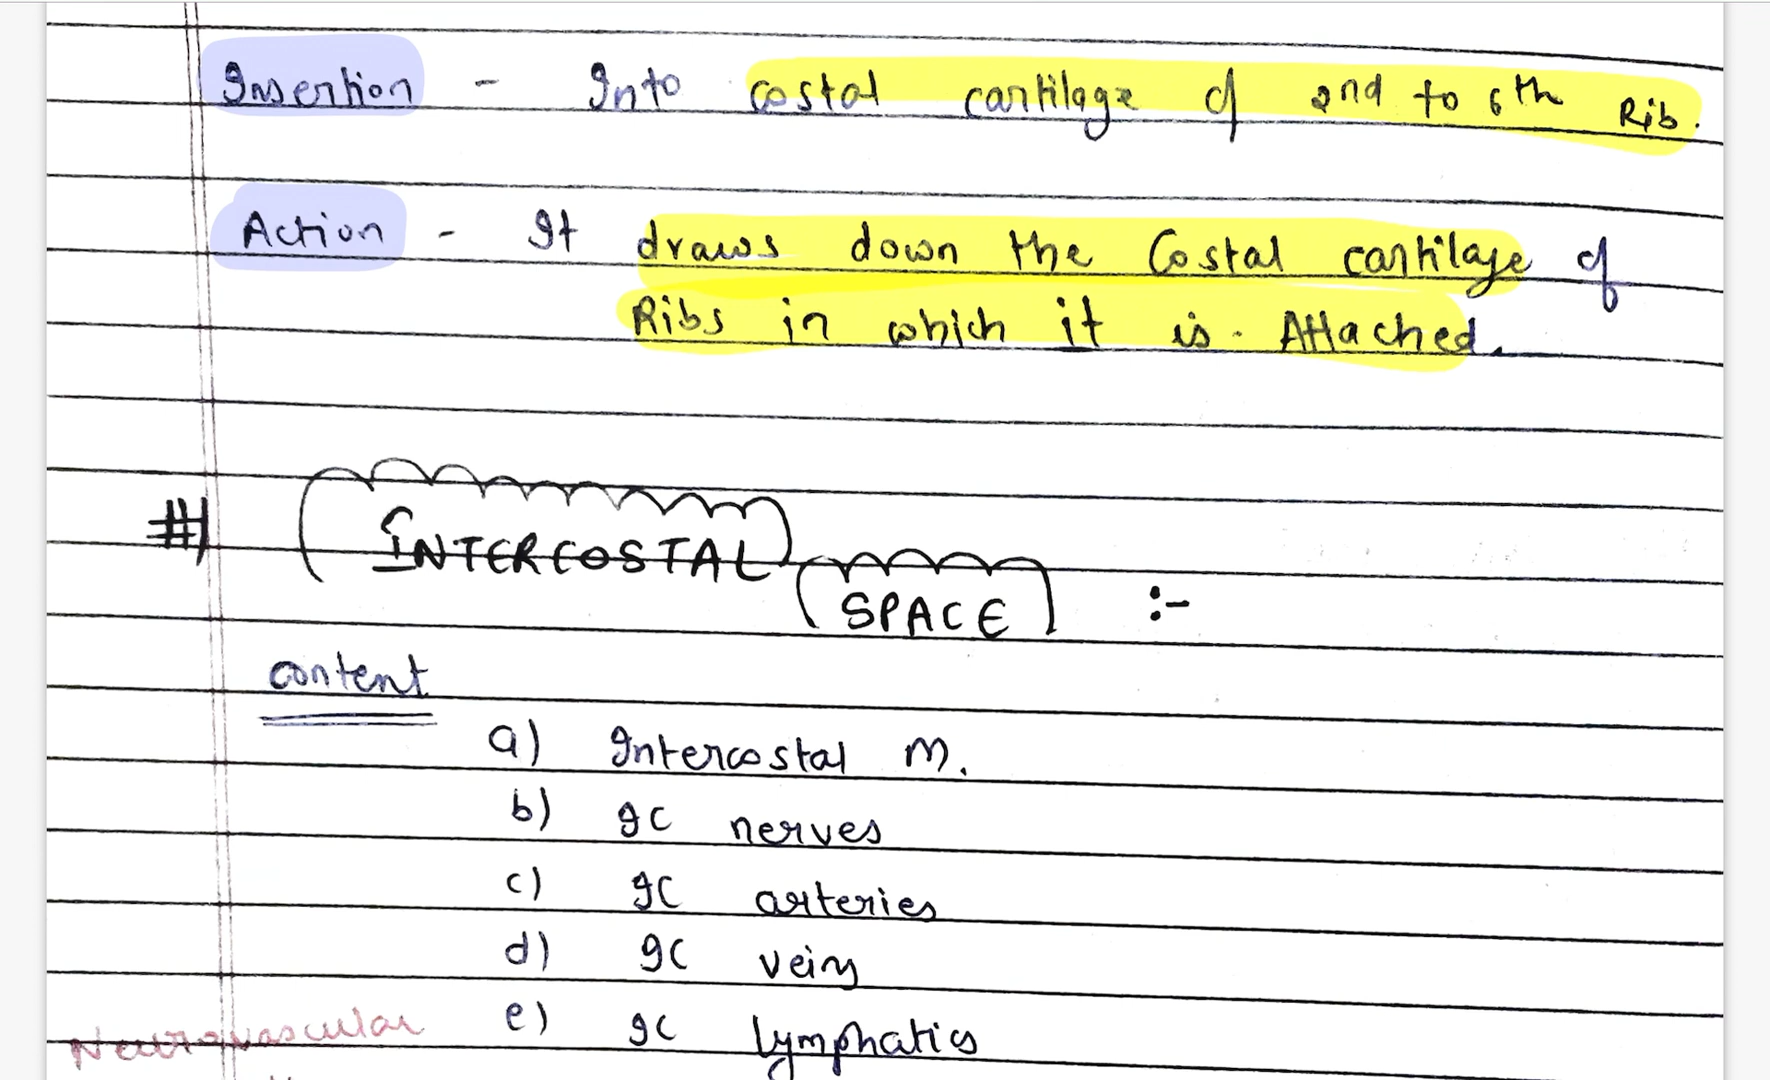 Insertion - Into costal cartilage of 2nd to 6th Rib.
Action - It draws down the Costal cartilage of
Ribs in which it is. Attached.
#) INTERCOSTAL SPACE :-
content
a) Intercostal m.
b) IC nerves
c) IC arteries
d) IC veins
e) IC lymphatics
Neurovascular